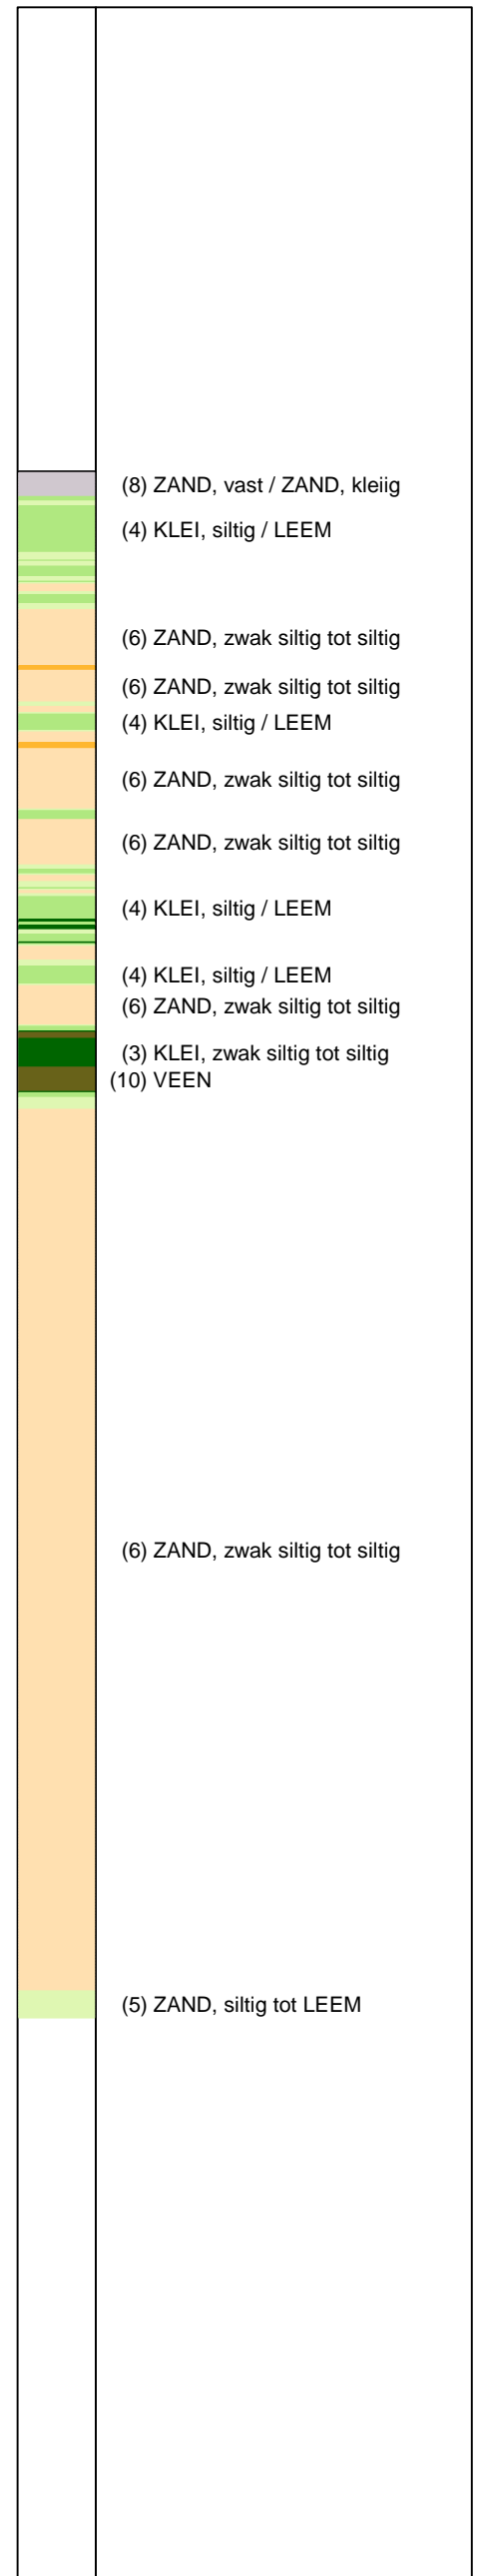 (8) ZAND, vast / ZAND, kleiig
(4) KLEI, siltig / LEEM
(6) ZAND, zwak siltig tot siltig
(6) ZAND, zwak siltig tot siltig
(4) KLEI, siltig / LEEM
(6) ZAND, zwak siltig tot siltig
(6) ZAND, zwak siltig tot siltig
(4) KLEI, siltig / LEEM
(4) KLEI, siltig / LEEM
(6) ZAND, zwak siltig tot siltig
(3) KLEI, zwak siltig tot siltig
(10) VEEN
(6) ZAND, zwak siltig tot siltig
(5) ZAND, siltig tot LEEM